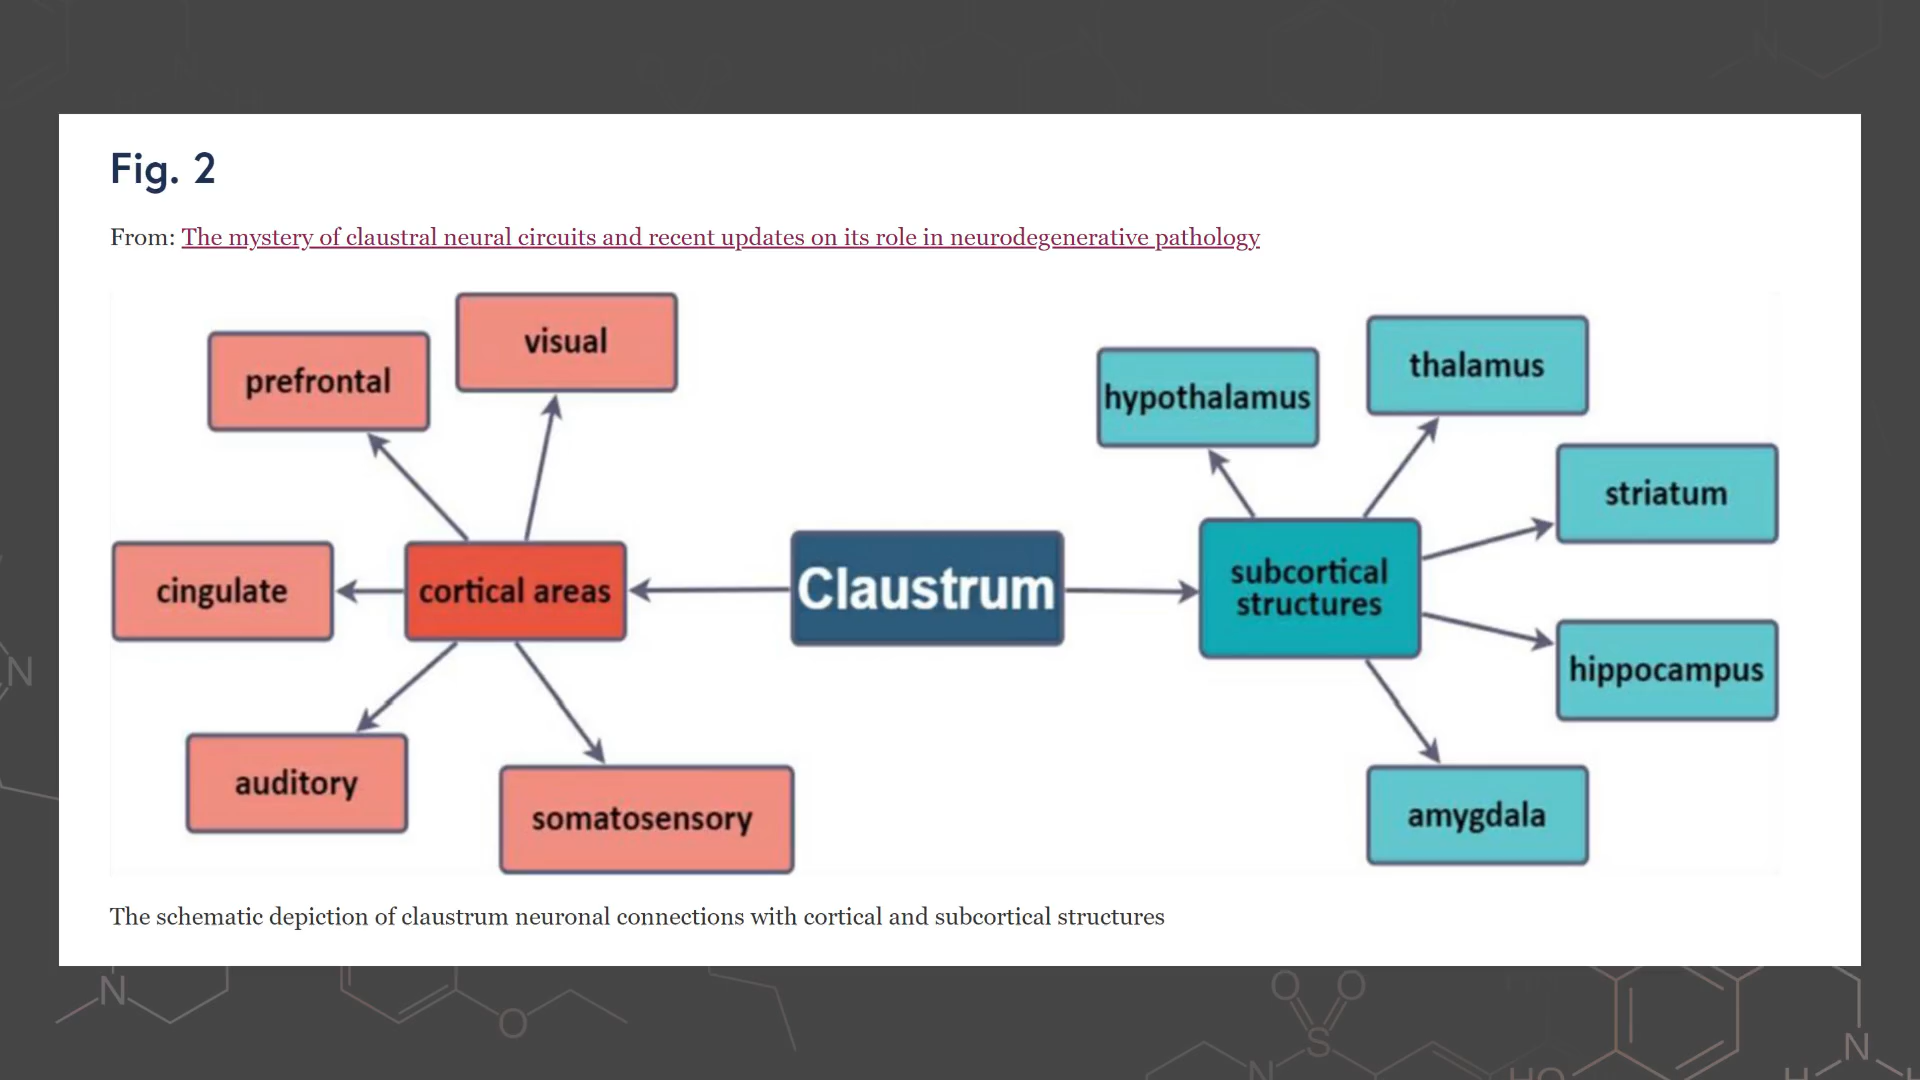 Fig. 2
From: The mystery of claustral neural circuits and recent updates on its role in neurodegenerative pathology
visual
prefrontal
cingulate
cortical areas
auditory
somatosensory
Claustrum
hypothalamus
thalamus
striatum
subcortical
structures
hippocampus
amygdala
The schematic depiction of claustrum neuronal connections with cortical and subcortical structures
N
N
O
O
O
S
N
HO
H
N
H